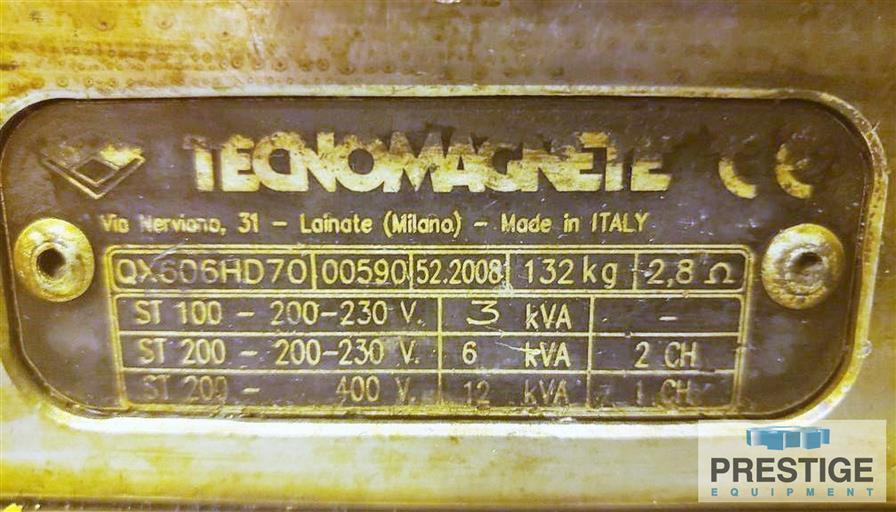 TECNOMAGNETE CE
Via Nerviano, 31 - Lainate (Milano) - Made in ITALY
QX606HD70 00590 52.2008 132 kg 2,8 Ω
ST 100 - 200-230 V. 3 kVA -
ST 200 - 200-230 V. 6 kVA 2 CH
ST 200 - 400 V. 12 kVA 1 CH
PRESTIGE
EQUIPMENT